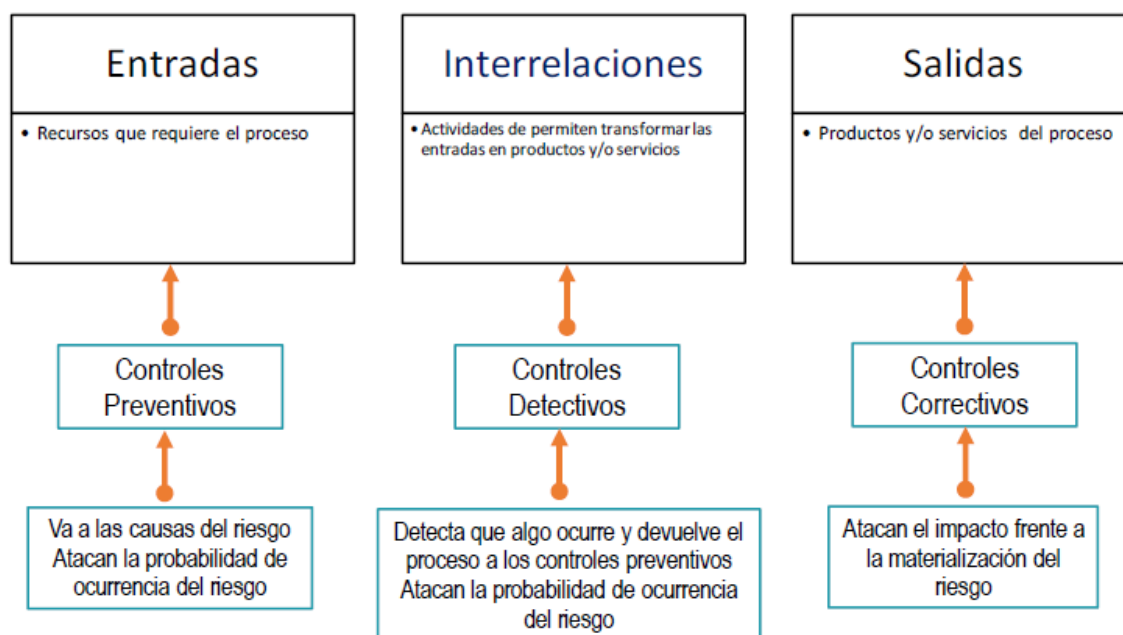 Entradas
• Recursos que requiere el proceso
Controles
Preventivos
Va a las causas del riesgo
Atacan la probabilidad de
ocurrencia del riesgo
Interrelaciones
• Actividades de permiten transformar las
entradas en productos y/o servicios
Controles
Detectivos
Detecta que algo ocurre y devuelve el
proceso a los controles preventivos
Atacan la probabilidad de ocurrencia
del riesgo
Salidas
• Productos y/o servicios del proceso
Controles
Correctivos
Atacan el impacto frente a
la materialización del
riesgo